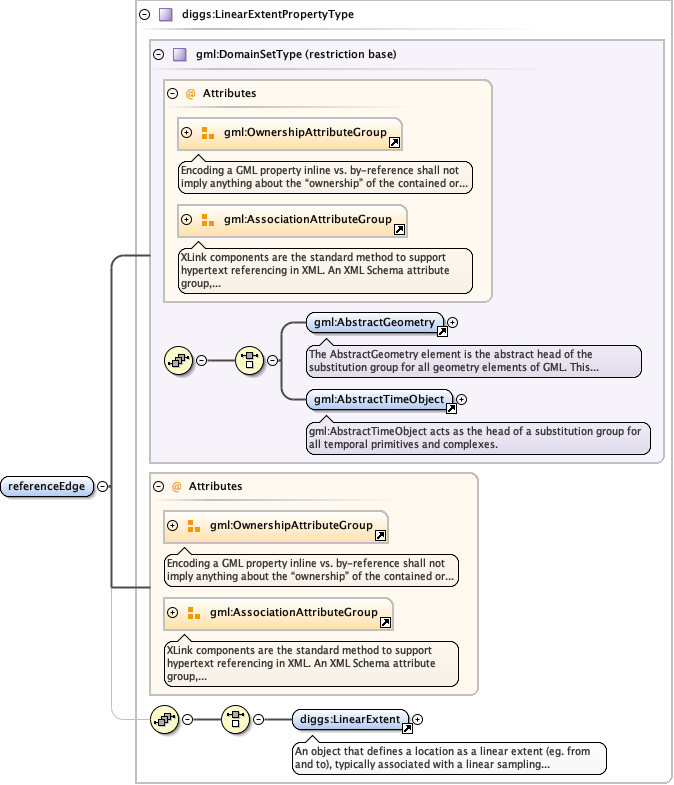 diggs:LinearExtentPropertyType
gml:DomainSetType (restriction base)
@ Attributes
gml:OwnershipAttributeGroup
Encoding a GML property inline vs. by-reference shall not
imply anything about the “ownership” of the contained or...
gml:AssociationAttributeGroup
XLink components are the standard method to support
hypertext referencing in XML. An XML Schema attribute
group,...
gml:AbstractGeometry
The AbstractGeometry element is the abstract head of the
substitution group for all geometry elements of GML. This...
gml:AbstractTimeObject
gml:AbstractTimeObject acts as the head of a substitution group for
all temporal primitives and complexes.
referenceEdge
@ Attributes
gml:OwnershipAttributeGroup
Encoding a GML property inline vs. by-reference shall not
imply anything about the “ownership” of the contained or...
gml:AssociationAttributeGroup
XLink components are the standard method to support
hypertext referencing in XML. An XML Schema attribute
group,...
diggs:LinearExtent
An object that defines a location as a linear extent (eg. from
and to), typically associated with a linear sampling...